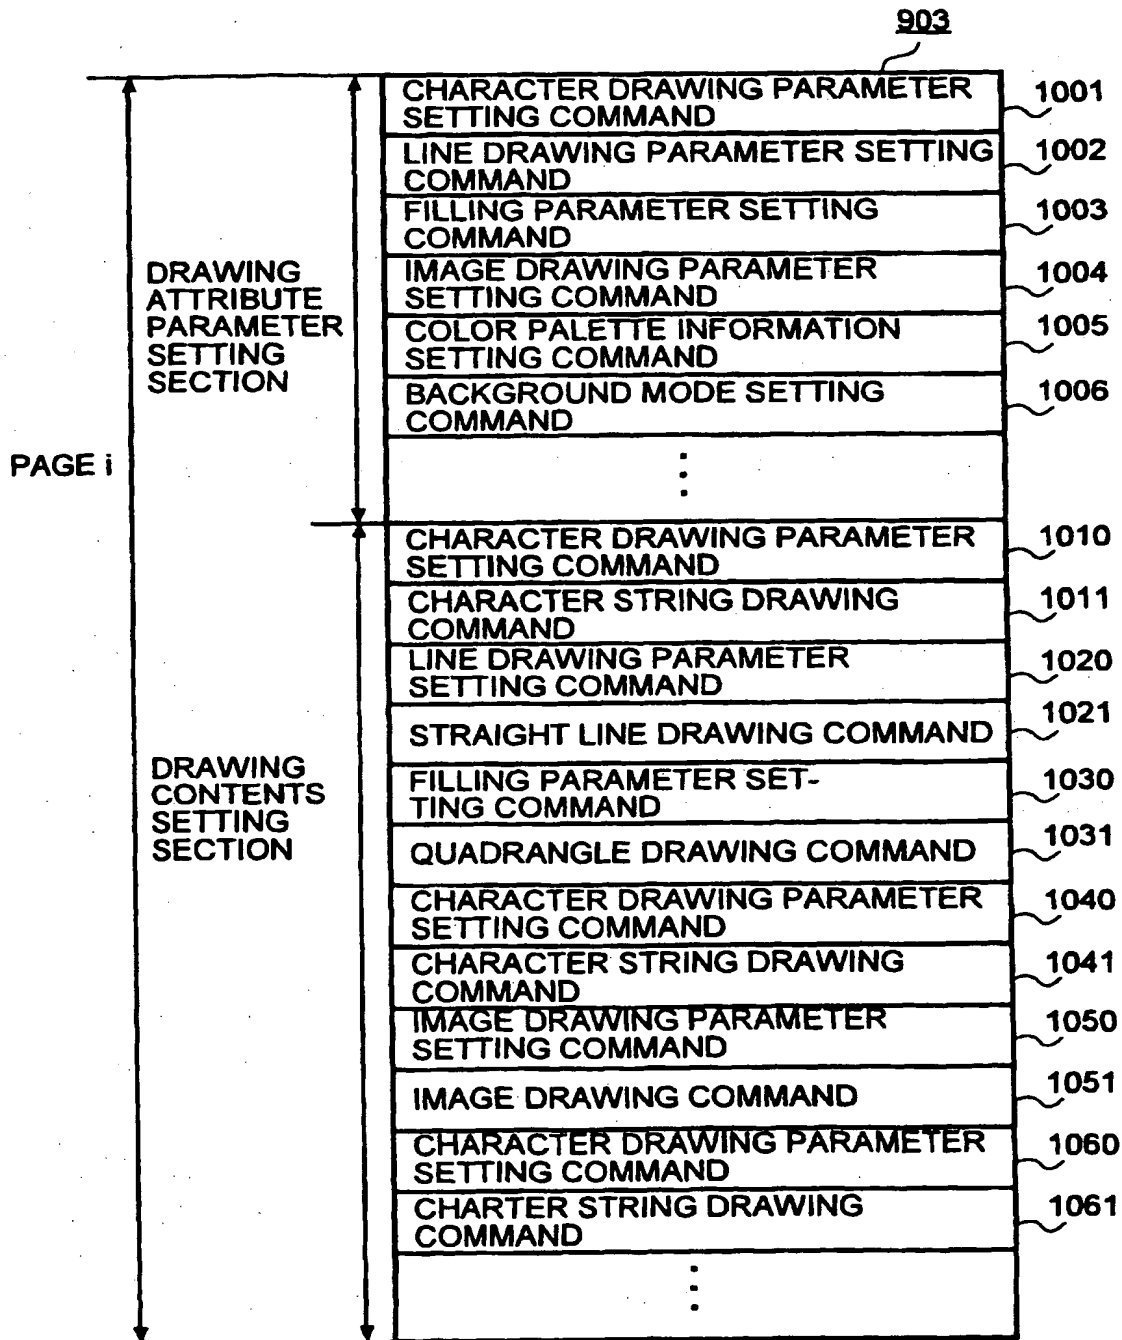 903
CHARACTER DRAWING PARAMETER
SETTING COMMAND
1001
LINE DRAWING PARAMETER SETTING
COMMAND
1002
FILLING PARAMETER SETTING
COMMAND
1003
IMAGE DRAWING PARAMETER
SETTING COMMAND
1004
COLOR PALETTE INFORMATION
SETTING COMMAND
1005
BACKGROUND MODE SETTING
COMMAND
1006
DRAWING
ATTRIBUTE
PARAMETER
SETTING
SECTION
PAGE i
CHARACTER DRAWING PARAMETER
SETTING COMMAND
1010
CHARACTER STRING DRAWING
COMMAND
1011
LINE DRAWING PARAMETER
SETTING COMMAND
1020
STRAIGHT LINE DRAWING COMMAND
1021
FILLING PARAMETER SET-
TING COMMAND
1030
QUADRANGLE DRAWING COMMAND
1031
DRAWING
CONTENTS
SETTING
SECTION
CHARACTER DRAWING PARAMETER
SETTING COMMAND
1040
CHARACTER STRING DRAWING
COMMAND
1041
IMAGE DRAWING PARAMETER
SETTING COMMAND
1050
IMAGE DRAWING COMMAND
1051
CHARACTER DRAWING PARAMETER
SETTING COMMAND
1060
CHARTER STRING DRAWING
COMMAND
1061